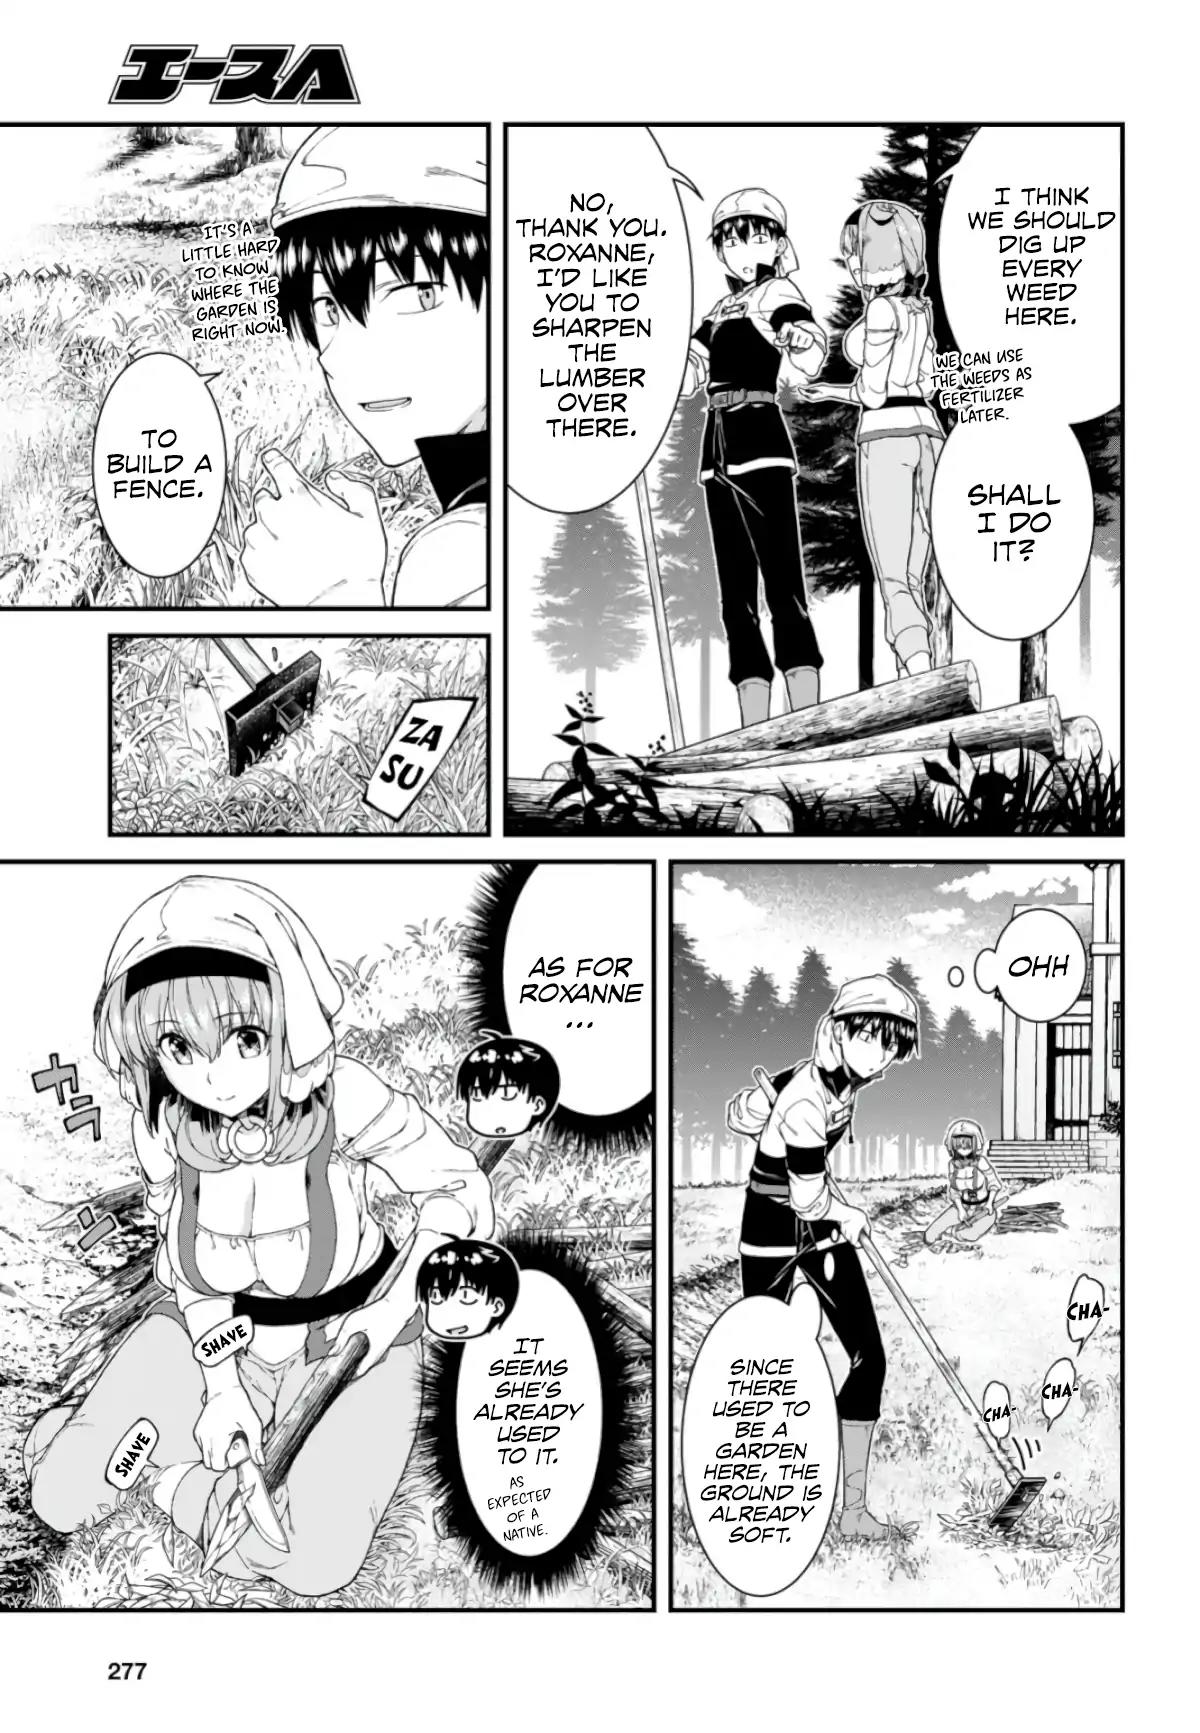 エースA
I THINK
WE SHOULD
DIG UP
EVERY
WEED
HERE.
WE CAN USE
THE WEEDS AS
FERTILIZER
LATER.
SHALL
I DO
IT?
NO,
THANK YOU.
ROXANNE,
I'D LIKE
YOU TO
SHARPEN
THE
LUMBER
OVER
THERE.
IT'S A
LITTLE HARD
TO KNOW
WHERE THE
GARDEN IS
RIGHT NOW.
TO
BUILD A
FENCE.
ZA
SU
OHH
CHA-
CHA-
CHA-
SINCE
THERE
USED TO
BE A
GARDEN
HERE, THE
GROUND IS
ALREADY
SOFT.
AS FOR
ROXANNE
...
キラリン
SHAVE
SHAVE
IT
SEEMS
SHE'S
ALREADY
USED
TO IT.
AS
EXPECTED
OF A
NATIVE.
277